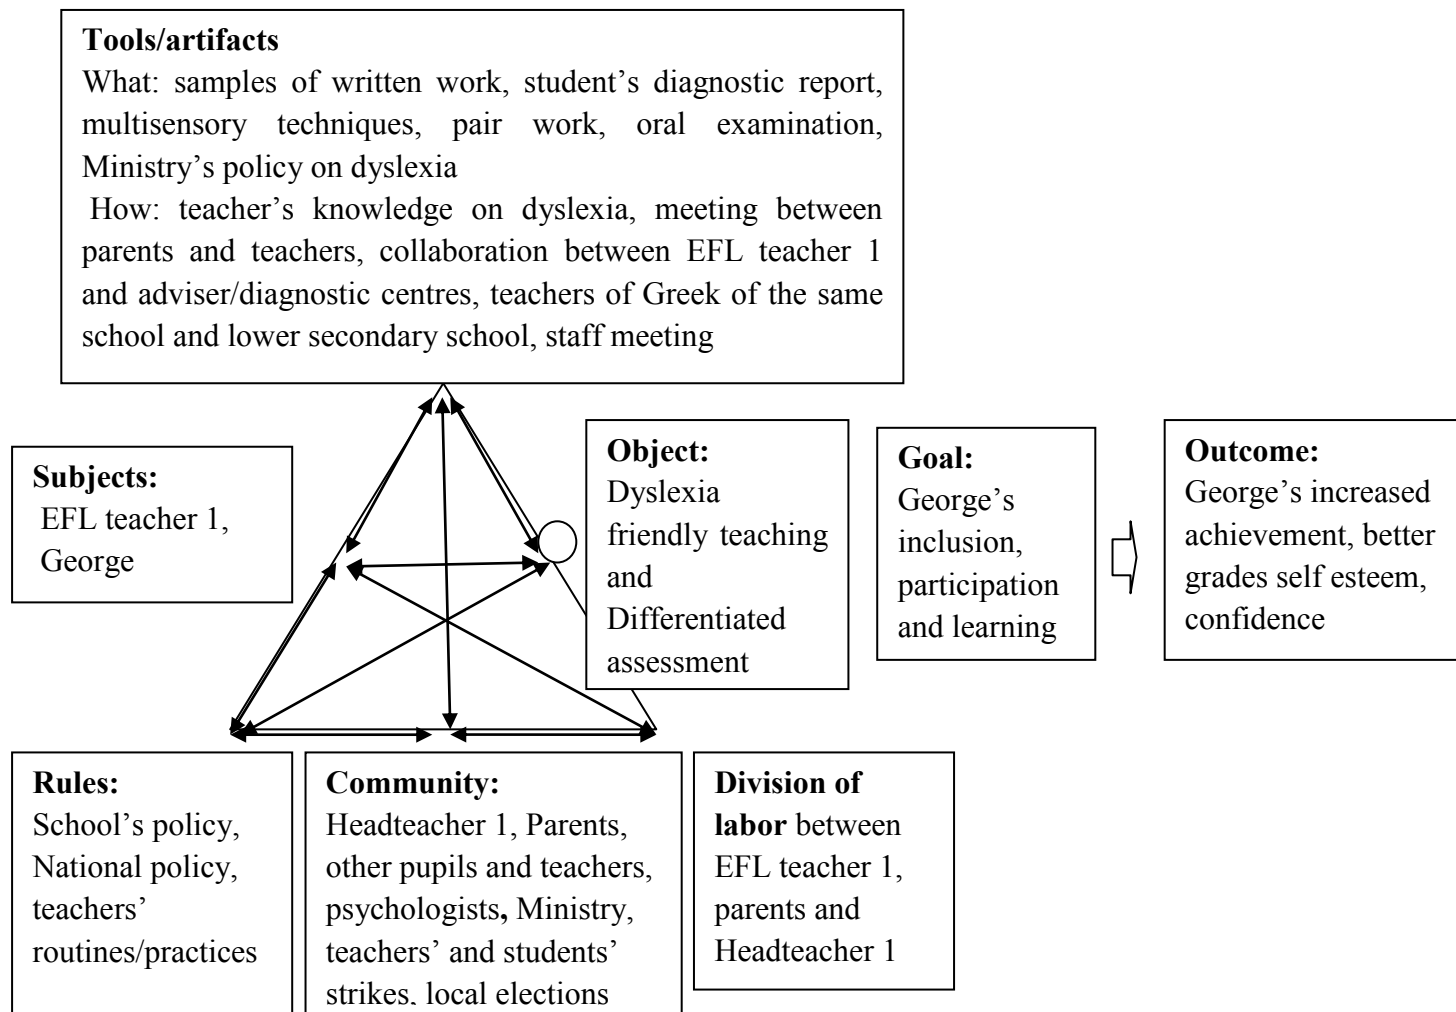 Tools/artifacts
What: samples of written work, student’s diagnostic report,
multisensory techniques, pair work, oral examination,
Ministry’s policy on dyslexia
How: teacher’s knowledge on dyslexia, meeting between
parents and teachers, collaboration between EFL teacher 1
and adviser/diagnostic centres, teachers of Greek of the same
school and lower secondary school, staff meeting
Subjects:
EFL teacher 1,
George
Object:
Dyslexia
friendly teaching
and
Differentiated
assessment
Goal:
George’s
inclusion,
participation
and learning
Outcome:
George’s increased
achievement, better
grades self esteem,
confidence
Rules:
School’s policy,
National policy,
teachers’
routines/practices
Community:
Headteacher 1, Parents,
other pupils and teachers,
psychologists, Ministry,
teachers’ and students’
strikes, local elections
Division of
labor between
EFL teacher 1,
parents and
Headteacher 1